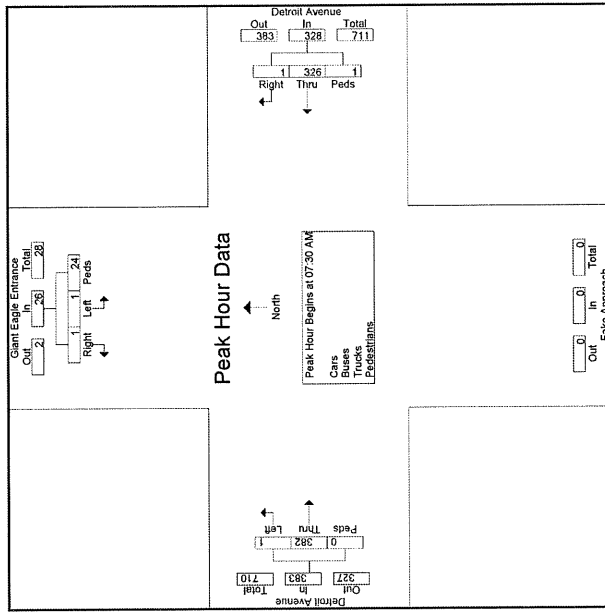 Detroit Avenue
Out In Total
383 328 711
1 326 1
Right Thru Peds
Giant Eagle Entrance
Out In Total
2 26 28
1 1 24
Right Left Peds
Peak Hour Data
North
Peak Hour Begins at 07:30 AM
Cars
Buses
Trucks
Pedestrians
0 0 0
Out In Total
Fake Approach
Left Thru Peds
1 382 0
710 383 327
Total In Out
Detroit Avenue